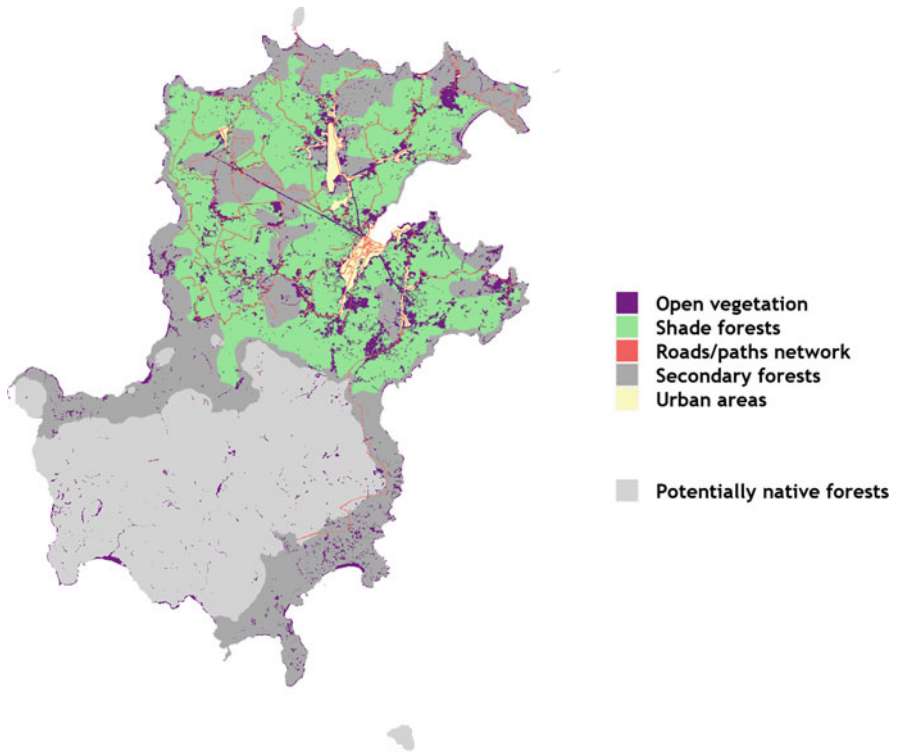 Open vegetation
Shade forests
Roads/paths network
Secondary forests
Urban areas
Potentially native forests